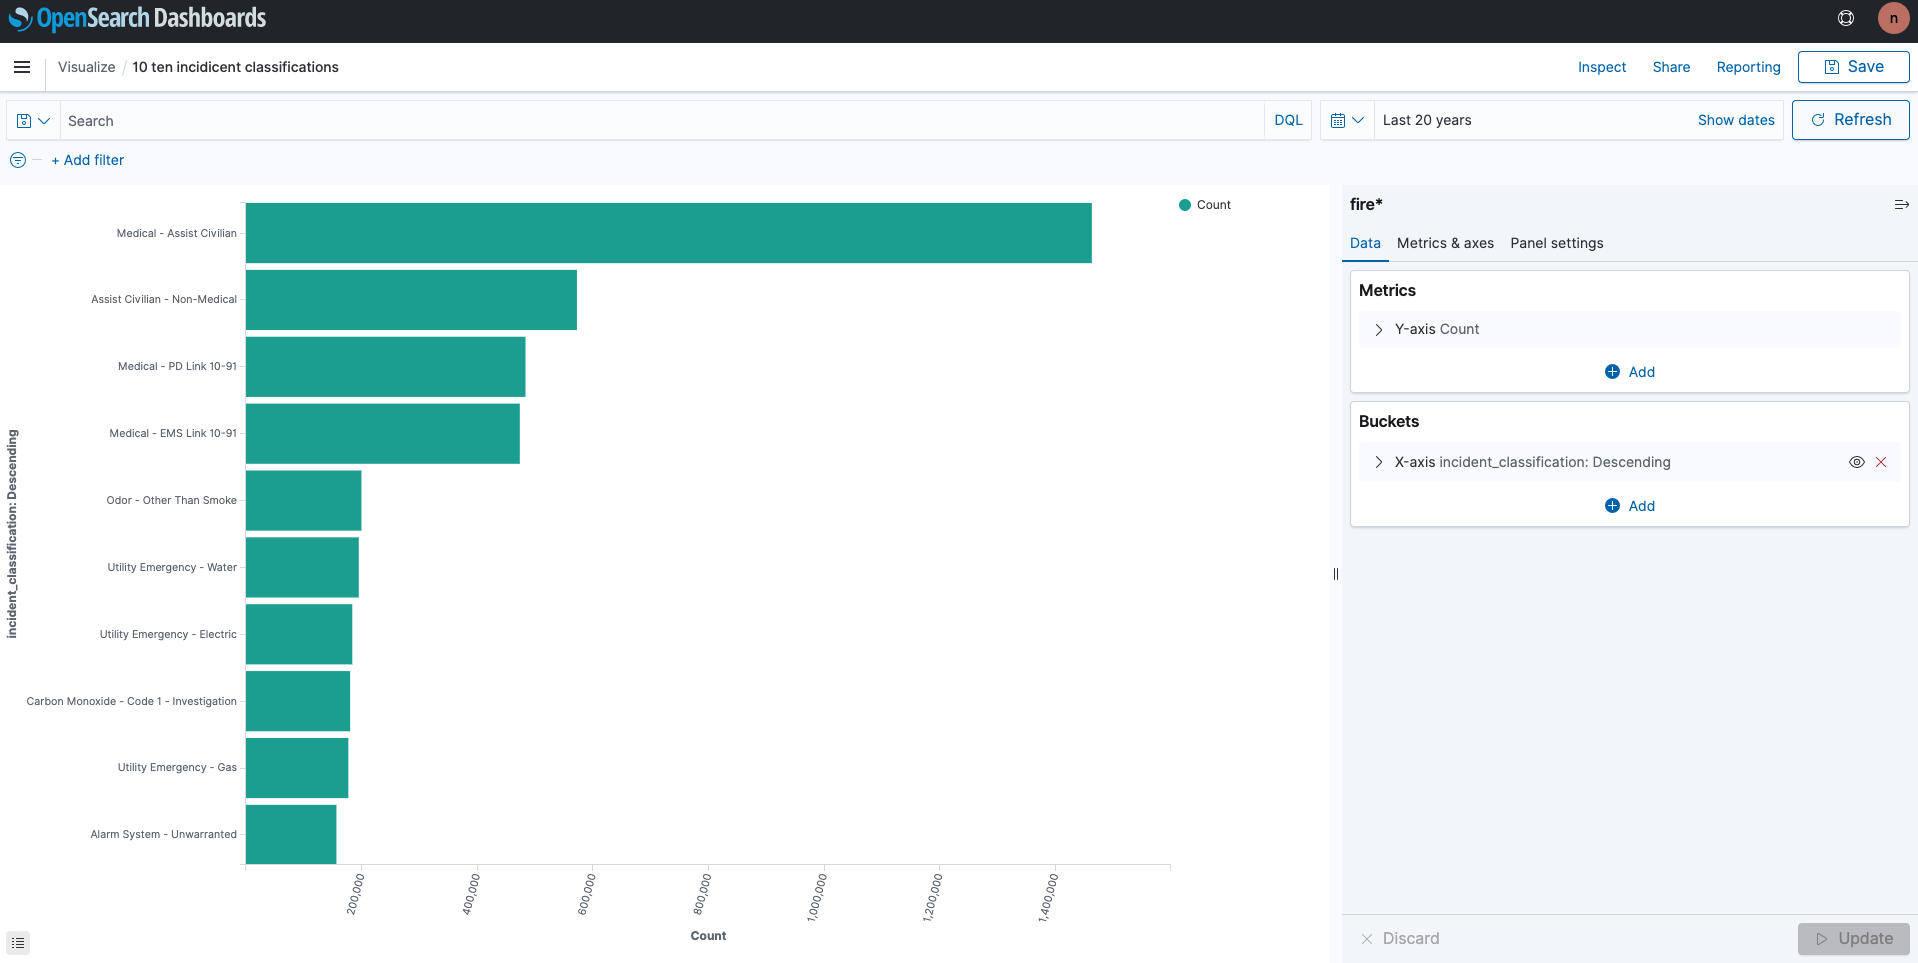 OpenSearch Dashboards
n
Visualize / 10 ten incidicent classifications
Inspect Share Reporting Save
Search DQL Last 20 years Show dates Refresh
+ Add filter
Count
fire*
Data Metrics & axes Panel settings
Metrics
Y-axis Count
Add
Buckets
X-axis incident_classification: Descending
Add
Discard Update
incident_classification: Descending
Medical - Assist Civilian
Assist Civilian - Non-Medical
Medical - PD Link 10-91
Medical - EMS Link 10-91
Odor - Other Than Smoke
Utility Emergency - Water
Utility Emergency - Electric
Carbon Monoxide - Code 1 - Investigation
Utility Emergency - Gas
Alarm System - Unwarranted
200,000 400,000 600,000 800,000 1,000,000 1,200,000 1,400,000
Count